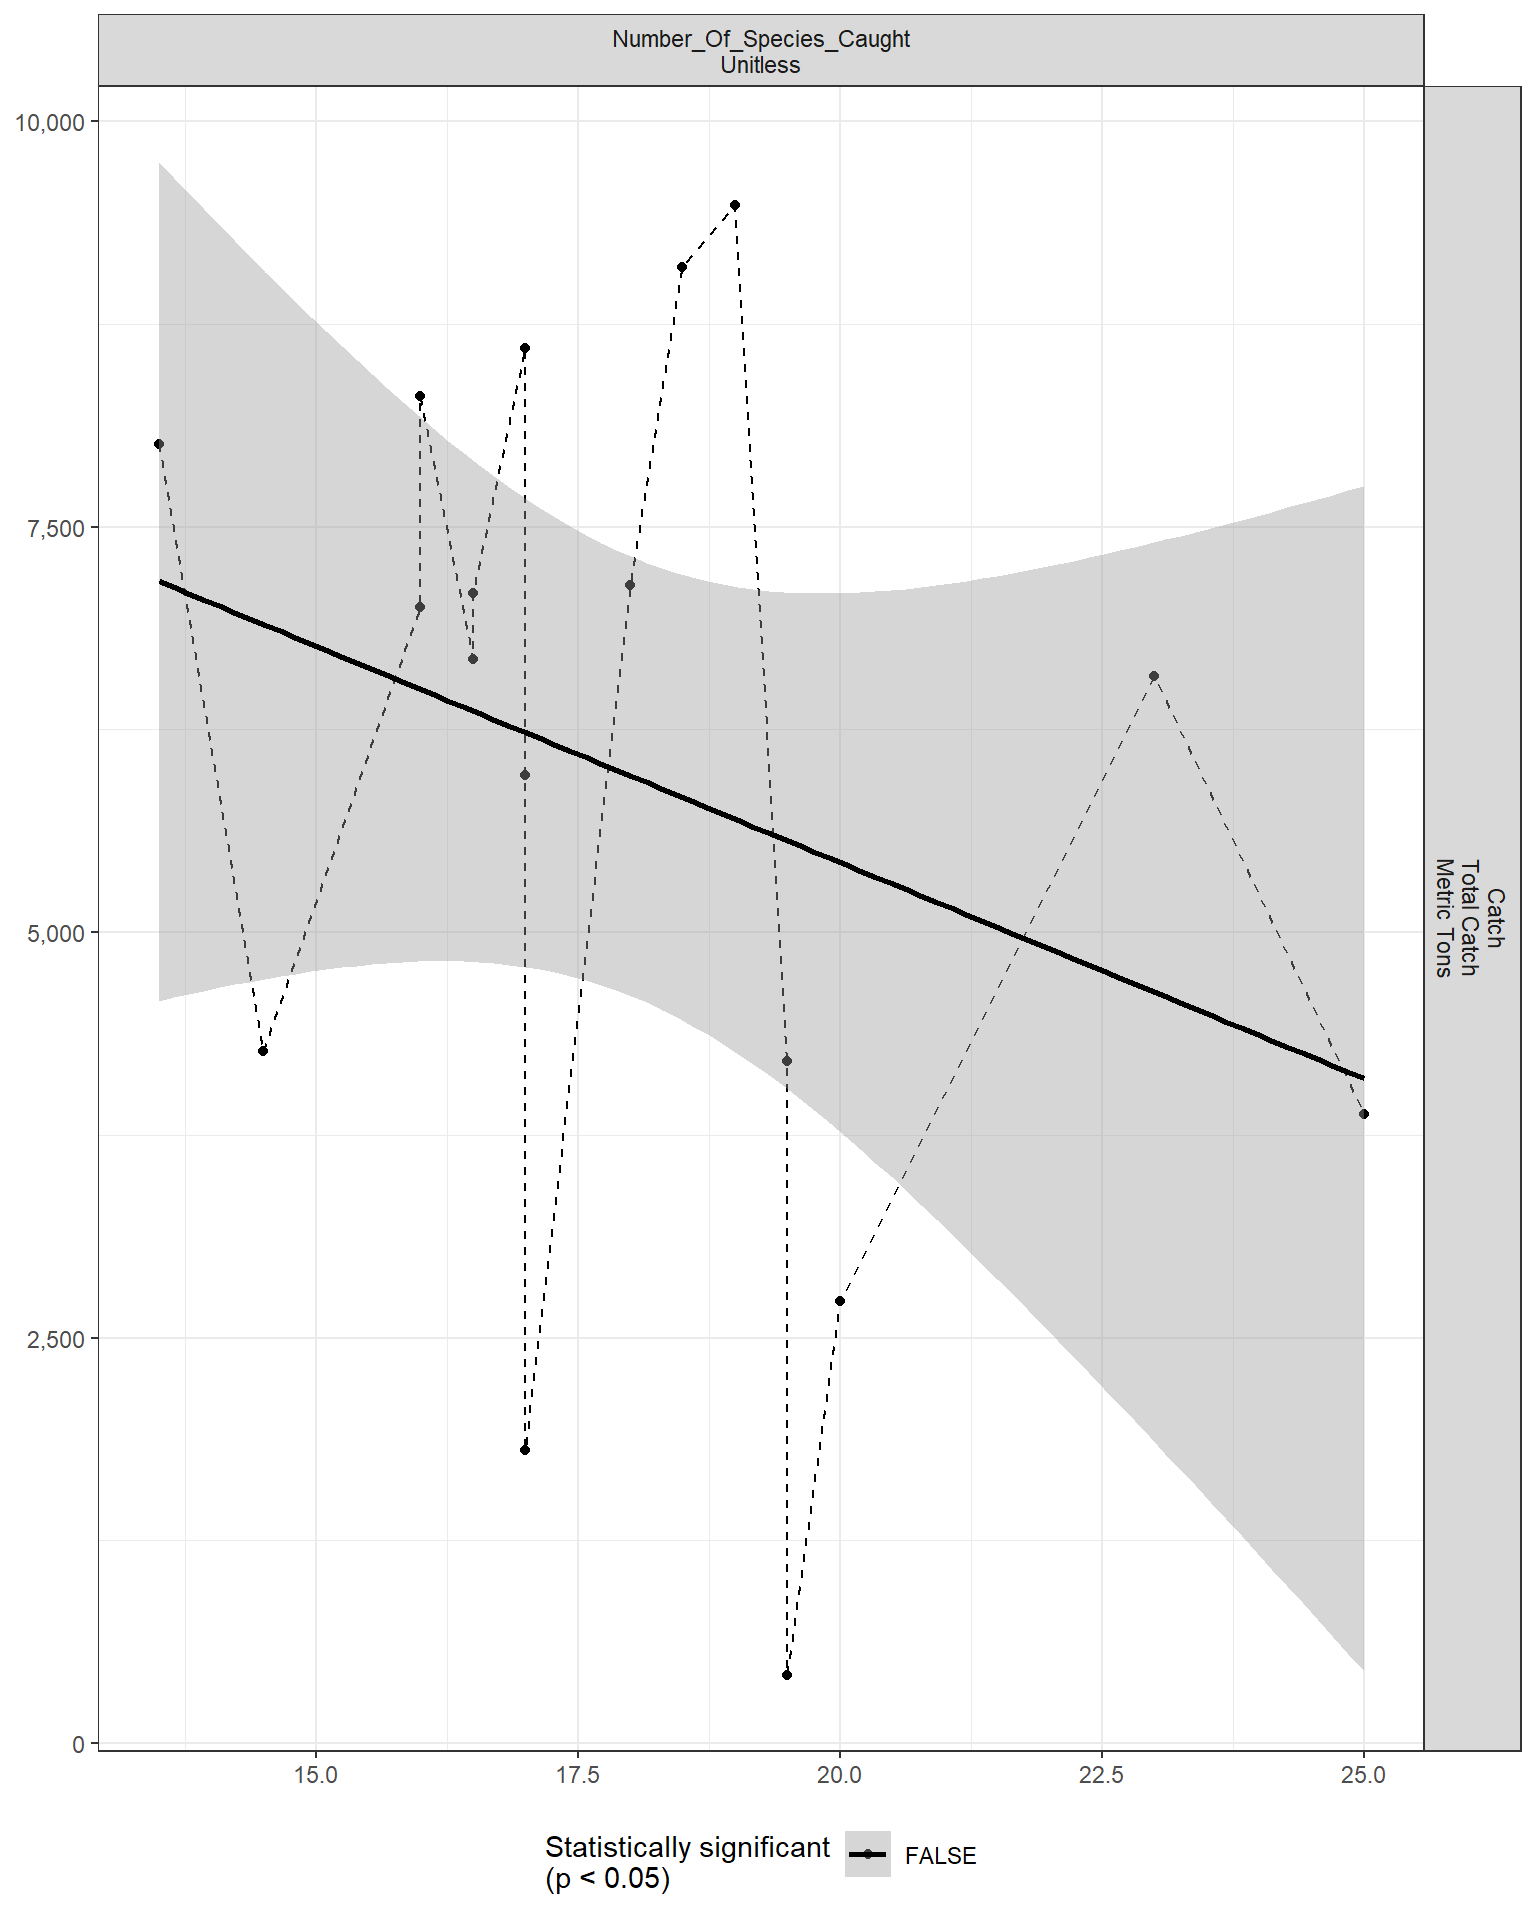 Number_Of_Species_Caught
Unitless
10,000
7,500
5,000
2,500
0
Catch
Total Catch
Metric Tons
15.0
17.5
20.0
22.5
25.0
Statistically significant
(p < 0.05)
FALSE